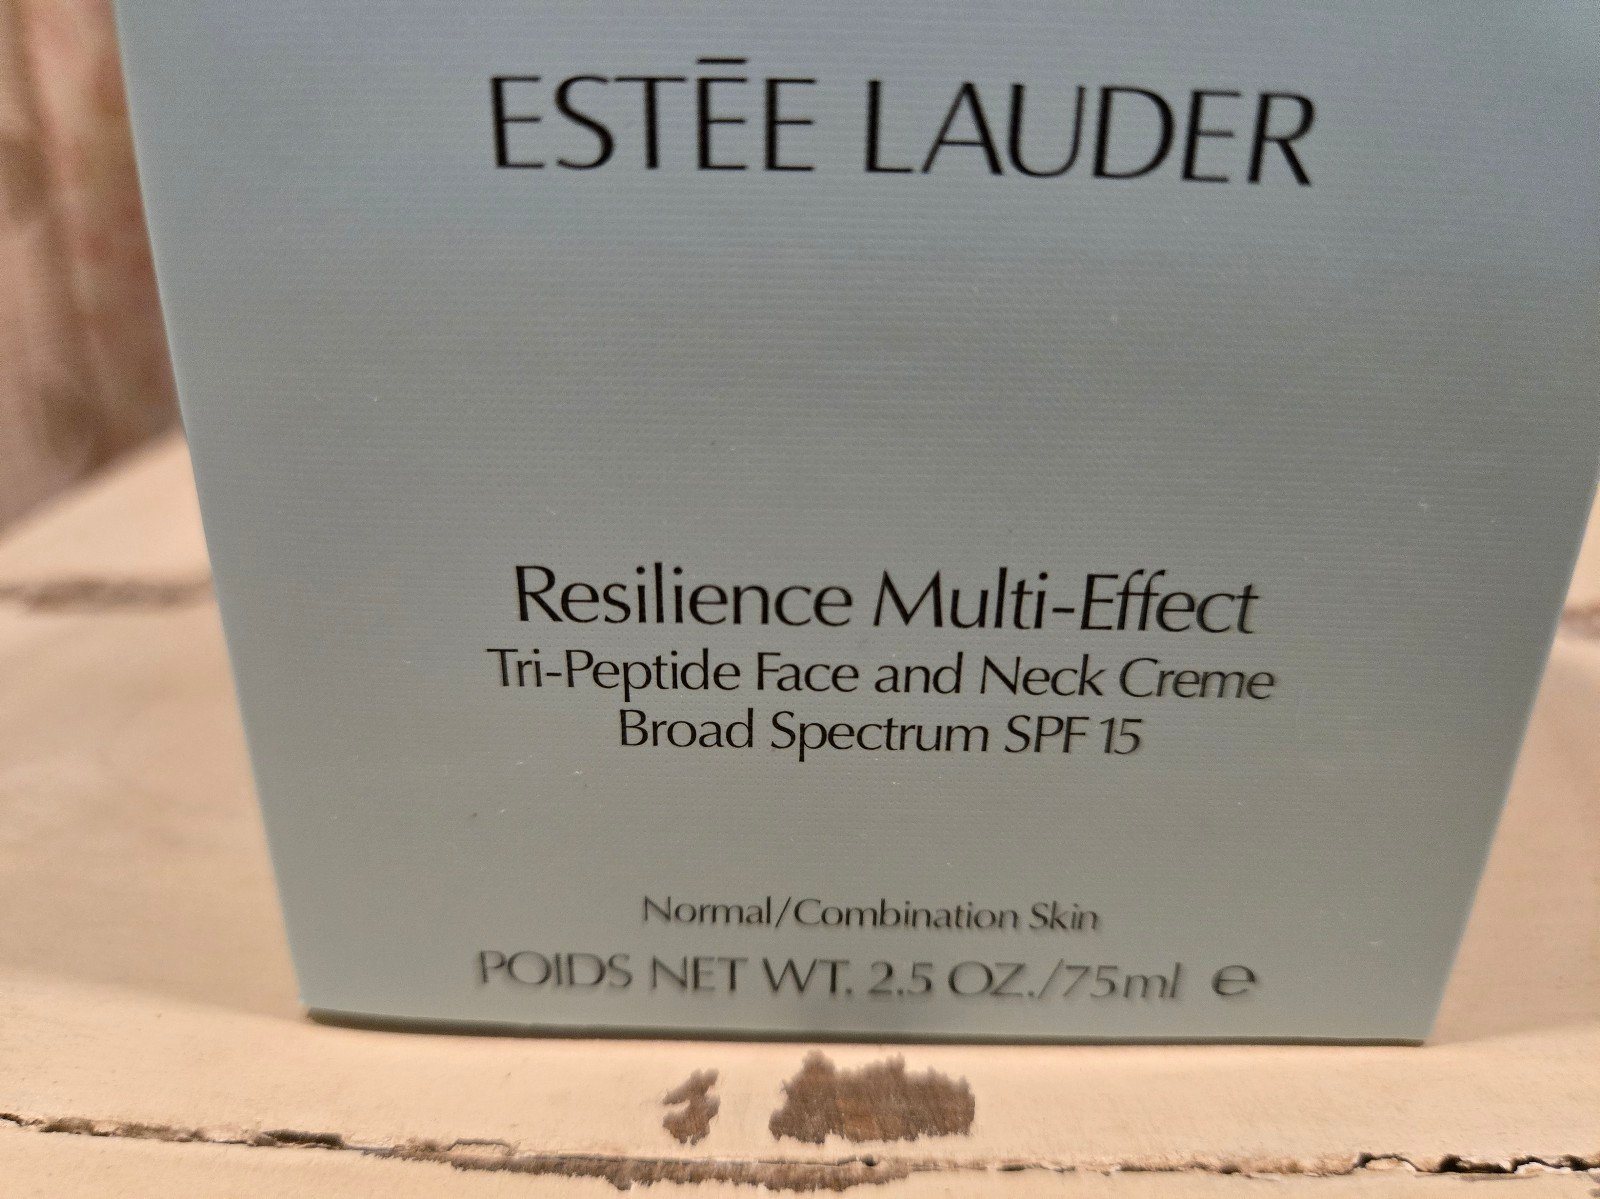 ESTĒE LAUDER
Resilience Multi-Effect
Tri-Peptide Face and Neck Creme
Broad Spectrum SPF 15
Normal/Combination Skin
POIDS NET WT. 2.5 OZ./75ml ℮